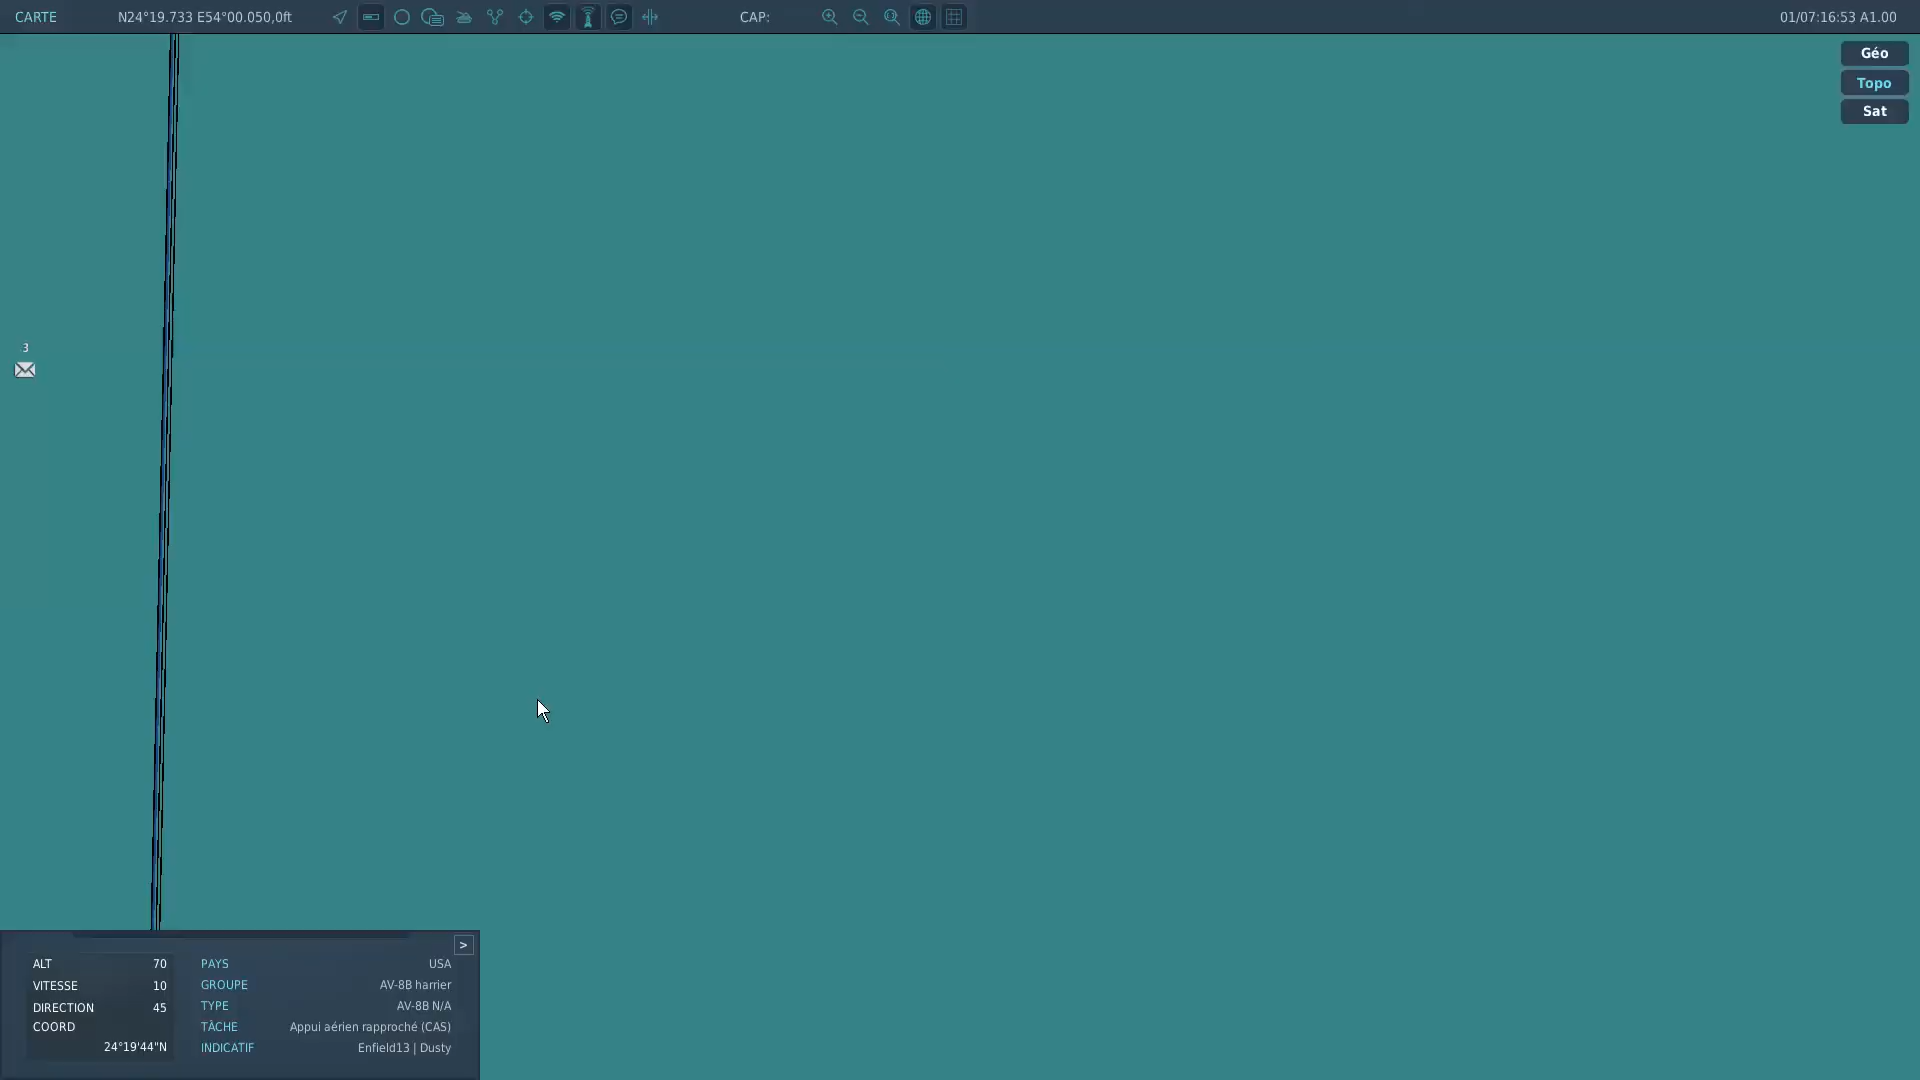 CARTE N24°19.733 E54°00.050,0ft CAP: 01/07:16:53 A1.00
Géo
Topo
Sat
3
>
ALT 70 PAYS USA
VITESSE 10 GROUPE AV-8B harrier
DIRECTION 45 TYPE AV-8B N/A
COORD TÂCHE Appui aérien rapproché (CAS)
24°19'44"N INDICATIF Enfield13 | Dusty